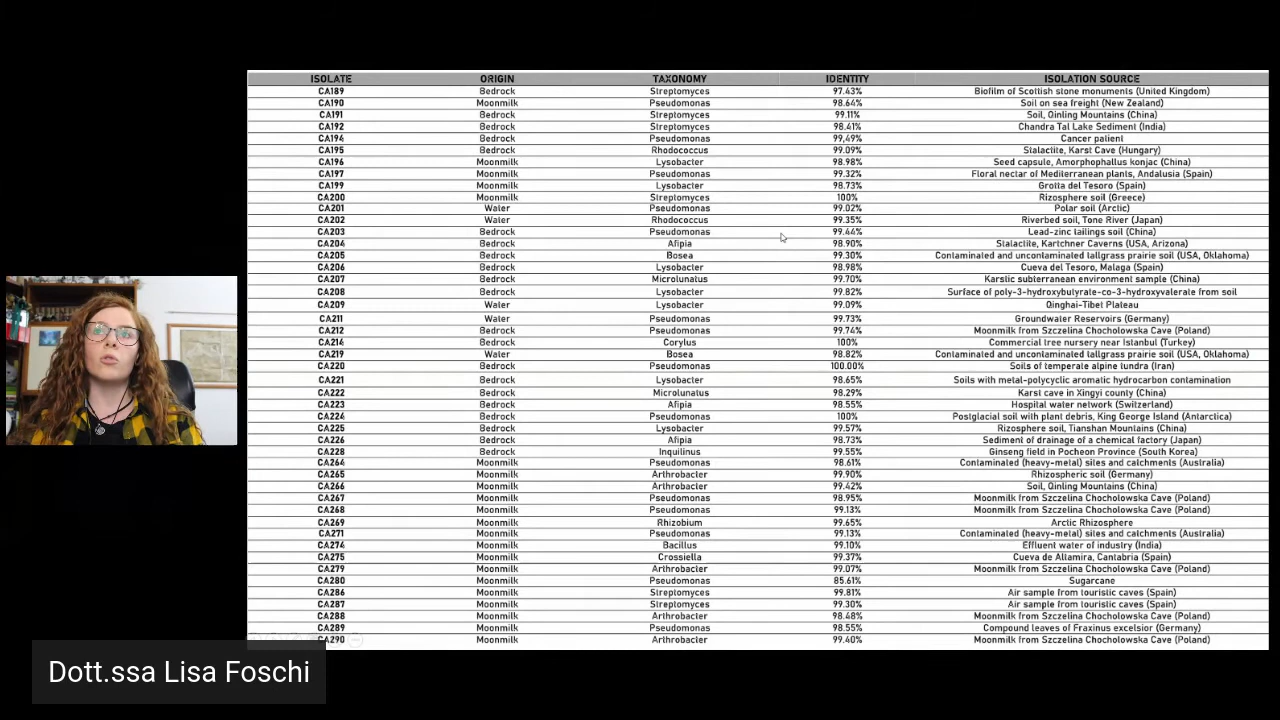 ISOLATE ORIGIN TAXONOMY IDENTITY ISOLATION SOURCE
CA189 Bedrock Streptomyces 97.43% Biofilm of Scottish stone monuments (United Kingdom)
CA190 Moonmilk Pseudomonas 98.64% Soil on sea freight (New Zealand)
CA191 Bedrock Streptomyces 99.11% Soil, Qinling Mountains (China)
CA192 Bedrock Streptomyces 98.41% Chandra Tal Lake Sediment (India)
CA194 Bedrock Pseudomonas 99,49% Cancer patient
CA195 Bedrock Rhodococcus 99.09% Stalactite, Karst Cave (Hungary)
CA196 Moonmilk Lysobacter 98.98% Seed capsule, Amorphophallus konjac (China)
CA197 Moonmilk Pseudomonas 99.32% Floral nectar of Mediterranean plants, Andalusia (Spain)
CA199 Moonmilk Lysobacter 98.73% Grotta del Tesoro (Spain)
CA200 Moonmilk Streptomyces 100% Rizosphere soil (Greece)
CA201 Water Pseudomonas 99.02% Polar soil (Arctic)
CA202 Water Rhodococcus 99.35% Riverbed soil, Tone River (Japan)
CA203 Bedrock Pseudomonas 99.44% Lead-zinc tailings soil (China)
CA204 Bedrock Afipia 98.90% Stalactite, Kartchner Caverns (USA, Arizona)
CA205 Bedrock Bosea 99.30% Contaminated and uncontaminated tallgrass prairie soil (USA, Oklahoma)
CA206 Bedrock Lysobacter 98.98% Cueva del Tesoro, Malaga (Spain)
CA207 Bedrock Microlunatus 99.70% Karstic subterranean environment sample (China)
CA208 Bedrock Lysobacter 99.82% Surface of poly-3-hydroxybutyrate-co-3-hydroxyvalerate from soil
CA209 Water Lysobacter 99.09% Qinghai-Tibet Plateau
CA211 Water Pseudomonas 99.73% Groundwater Reservoirs (Germany)
CA212 Bedrock Pseudomonas 99.74% Moonmilk from Szczelina Chocholowska Cave (Poland)
CA214 Bedrock Corylus 100% Commercial tree nursery near Istanbul (Turkey)
CA219 Water Bosea 98.82% Contaminated and uncontaminated tallgrass prairie soil (USA, Oklahoma)
CA220 Bedrock Pseudomonas 100.00% Soils of temperate alpine tundra (Iran)
CA221 Bedrock Lysobacter 98.65% Soils with metal-polycyclic aromatic hydrocarbon contamination
CA222 Bedrock Microlunatus 98.29% Karst cave in Xingyi county (China)
CA223 Bedrock Afipia 98.55% Hospital water network (Switzerland)
CA224 Bedrock Pseudomonas 100% Postglacial soil with plant debris, King George Island (Antarctica)
CA225 Bedrock Lysobacter 99.57% Rizosphere soil, Tianshan Mountains (China)
CA226 Bedrock Afipia 98.73% Sediment of drainage of a chemical factory (Japan)
CA228 Bedrock Inquilinus 99.55% Ginseng field in Pocheon Province (South Korea)
CA264 Moonmilk Pseudomonas 98.61% Contaminated (heavy-metal) sites and catchments (Australia)
CA265 Moonmilk Arthrobacter 99.90% Rhizospheric soil (Germany)
CA266 Moonmilk Arthrobacter 99.42% Soil, Qinling Mountains (China)
CA267 Moonmilk Pseudomonas 98.95% Moonmilk from Szczelina Chocholowska Cave (Poland)
CA268 Moonmilk Pseudomonas 99.13% Moonmilk from Szczelina Chocholowska Cave (Poland)
CA269 Moonmilk Rhizobium 99.65% Arctic Rhizosphere
CA271 Moonmilk Pseudomonas 99.13% Contaminated (heavy-metal) sites and catchments (Australia)
CA274 Moonmilk Bacillus 99.10% Effluent water of industry (India)
CA275 Moonmilk Crossiella 99.37% Cueva de Altamira, Cantabria (Spain)
CA279 Moonmilk Arthrobacter 99.07% Moonmilk from Szczelina Chocholowska Cave (Poland)
CA280 Moonmilk Pseudomonas 85.61% Sugarcane
CA286 Moonmilk Streptomyces 99.81% Air sample from touristic caves (Spain)
CA287 Moonmilk Streptomyces 99.30% Air sample from touristic caves (Spain)
CA288 Moonmilk Arthrobacter 98.48% Moonmilk from Szczelina Chocholowska Cave (Poland)
CA289 Moonmilk Pseudomonas 98.55% Compound leaves of Fraxinus excelsior (Germany)
CA290 Moonmilk Arthrobacter 99.40% Moonmilk from Szczelina Chocholowska Cave (Poland)
Dott.ssa Lisa Foschi